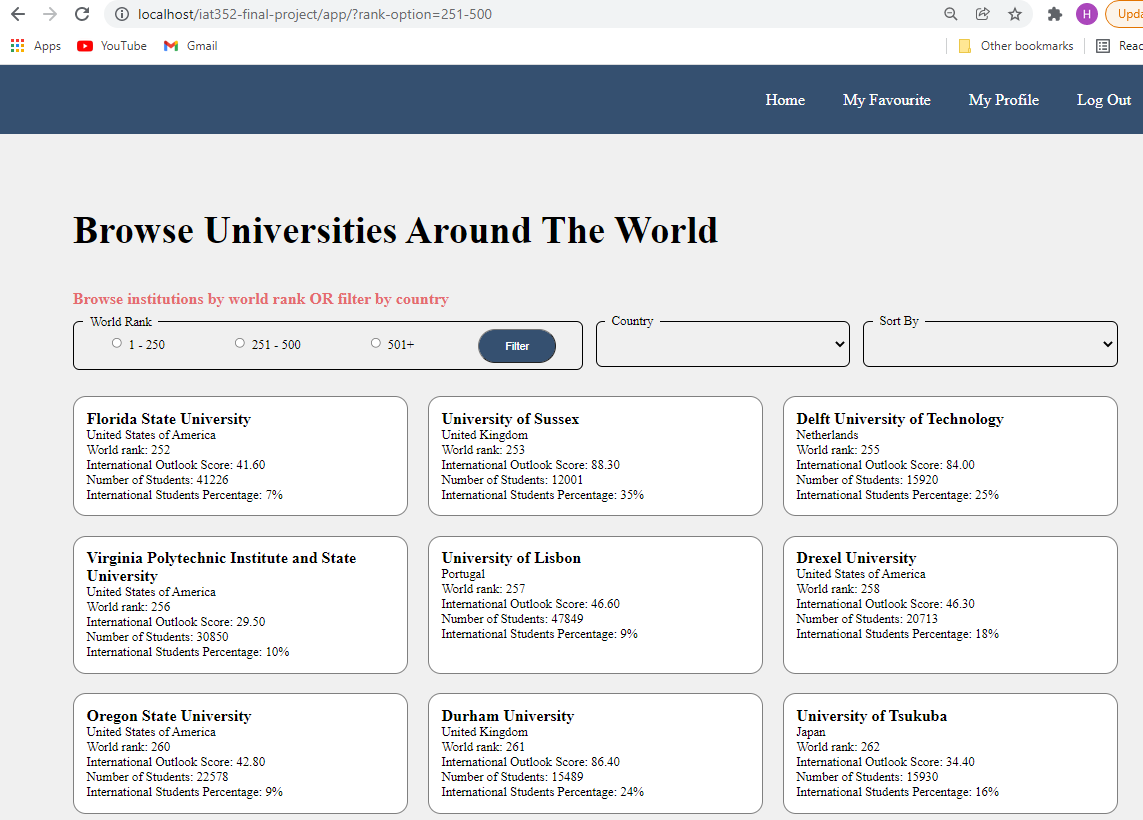 localhost/iat352-final-project/app/?rank-option=251-500
H
Apps
YouTube
Gmail
Other bookmarks
Home
My Favourite
My Profile
Log Out
Browse Universities Around The World
Browse institutions by world rank OR filter by country
World Rank
1 - 250
251 - 500
501+
Filter
Country
Sort By
Florida State University
United States of America
World rank: 252
International Outlook Score: 41.60
Number of Students: 41226
International Students Percentage: 7%
University of Sussex
United Kingdom
World rank: 253
International Outlook Score: 88.30
Number of Students: 12001
International Students Percentage: 35%
Delft University of Technology
Netherlands
World rank: 255
International Outlook Score: 84.00
Number of Students: 15920
International Students Percentage: 25%
Virginia Polytechnic Institute and State
University
United States of America
World rank: 256
International Outlook Score: 29.50
Number of Students: 30850
International Students Percentage: 10%
University of Lisbon
Portugal
World rank: 257
International Outlook Score: 46.60
Number of Students: 47849
International Students Percentage: 9%
Drexel University
United States of America
World rank: 258
International Outlook Score: 46.30
Number of Students: 20713
International Students Percentage: 18%
Oregon State University
United States of America
World rank: 260
International Outlook Score: 42.80
Number of Students: 22578
International Students Percentage: 9%
Durham University
United Kingdom
World rank: 261
International Outlook Score: 86.40
Number of Students: 15489
International Students Percentage: 24%
University of Tsukuba
Japan
World rank: 262
International Outlook Score: 34.40
Number of Students: 15930
International Students Percentage: 16%